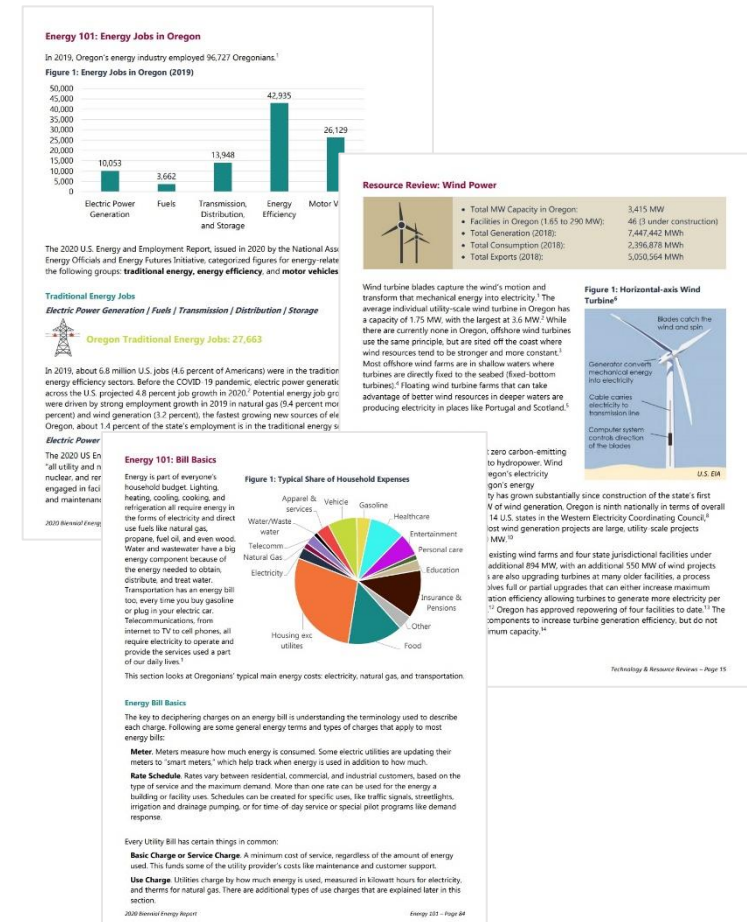 Energy 101: Energy Jobs in Oregon
In 2019, Oregon's energy industry employed 96,727 Oregonians.¹
Figure 1: Energy Jobs in Oregon (2019)
50,000
45,000
40,000
35,000
30,000
25,000
20,000
15,000
10,000
5,000
0
10,053
3,662
13,948
42,935
26,129
Electric Power Generation
Fuels
Transmission, Distribution, and Storage
Energy Efficiency
Motor V
The 2020 U.S. Energy and Employment Report, issued in 2020 by the National Ass
Energy Officials and Energy Futures Initiative, categorized figures for energy-relate
the following groups: traditional energy, energy efficiency, and motor vehicles
Traditional Energy Jobs
Electric Power Generation | Fuels | Transmission | Distribution | Storage
Oregon Traditional Energy Jobs: 27,663
In 2019, about 6.8 million U.S. jobs (4.6 percent of Americans) were in the tradition
energy efficiency sectors. Before the COVID-19 pandemic, electric power generatio
across the U.S. projected 4.8 percent job growth in 2020.² Potential energy job gro
were driven by strong employment growth in 2019 in natural gas (9.4 percent mor
percent) and wind generation (3.2 percent), the fastest growing new sources of ele
Oregon, about 1.4 percent of the state's employment is in the traditional energy s
Electric Power
The 2020 US En
"all utility and n
nuclear, and rer
engaged in faci
and maintenanc
2020 Biennial Energ
Resource Review: Wind Power
• Total MW Capacity in Oregon: 3,415 MW
• Facilities in Oregon (1.65 to 290 MW): 46 (3 under construction)
• Total Generation (2018): 7,447,442 MWh
• Total Consumption (2018): 2,396,878 MWh
• Total Exports (2018): 5,050,564 MWh
Wind turbine blades capture the wind's motion and
transform that mechanical energy into electricity.¹ The
average individual utility-scale wind turbine in Oregon has
a capacity of 1.75 MW, with the largest at 3.6 MW.² While
there are currently none in Oregon, offshore wind turbines
use the same principle, but are sited off the coast where
wind resources tend to be stronger and more constant.³
Most offshore wind farms are in shallow waters where
turbines are directly fixed to the seabed (fixed-bottom
turbines).⁴ Floating wind turbine farms that can take
advantage of better wind resources in deeper waters are
producing electricity in places like Portugal and Scotland.⁵
Figure 1: Horizontal-axis Wind
Turbine⁶
Blades catch the
wind and spin
Generator converts
mechanical energy
into electricity
Cable carries
electricity to
transmission line
Computer system
controls direction
of the blades
U.S. EIA
zero carbon-emitting
to hydropower. Wind
regon's electricity
gon's energy
ty has grown substantially since construction of the state's first
W of wind generation, Oregon is ninth nationally in terms of overall
14 U.S. states in the Western Electricity Coordinating Council,⁸
ost wind generation projects are large, utility-scale projects
MW.¹⁰
existing wind farms and four state jurisdictional facilities under
additional 894 MW, with an additional 550 MW of wind projects
s are also upgrading turbines at many older facilities, a process
olves full or partial upgrades that can either increase maximum
ation efficiency allowing turbines to generate more electricity per
¹² Oregon has approved repowering of four facilities to date.¹³ The
omponents to increase turbine generation efficiency, but do not
imum capacity.¹⁴
Technology & Resource Reviews – Page 15
Energy 101: Bill Basics
Energy is part of everyone's
household budget. Lighting,
heating, cooling, cooking, and
refrigeration all require energy in
the forms of electricity and direct
use fuels like natural gas,
propane, fuel oil, and even wood.
Water and wastewater have a big
energy component because of
the energy needed to obtain,
distribute, and treat water.
Transportation has an energy bill
too, every time you buy gasoline
or plug in your electric car.
Telecommunications, from
internet to TV to cell phones, all
require electricity to operate and
provide the services used a part
of our daily lives.¹
Figure 1: Typical Share of Household Expenses
Apparel &
services
Vehicle
Gasoline
Healthcare
Entertainment
Personal care
Education
Insurance &
Pensions
Other
Food
Housing exc
utilites
Electricity
Natural Gas
Telecomm
Water/Waste
water
This section looks at Oregonians' typical main energy costs: electricity, natural gas, and transportation.
Energy Bill Basics
The key to deciphering charges on an energy bill is understanding the terminology used to describe
each charge. Following are some general energy terms and types of charges that apply to most
energy bills:
Meter. Meters measure how much energy is consumed. Some electric utilities are updating their
meters to "smart meters," which help track when energy is used in addition to how much.
Rate Schedule. Rates vary between residential, commercial, and industrial customers, based on the
type of service and the maximum demand. More than one rate can be used for the energy a
building or facility uses. Schedules can be created for specific uses, like traffic signals, streetlights,
irrigation and drainage pumping, or for time-of-day service or special pilot programs like demand
response.
Every Utility Bill has certain things in common:
Basic Charge or Service Charge. A minimum cost of service, regardless of the amount of energy
used. This funds some of the utility provider's costs like maintenance and customer support.
Use Charge. Utilities charge by how much energy is used, measured in kilowatt hours for electricity,
and therms for natural gas. There are additional types of use charges that are explained later in this
section.
2020 Biennial Energy Report
Energy 101 – Page 84